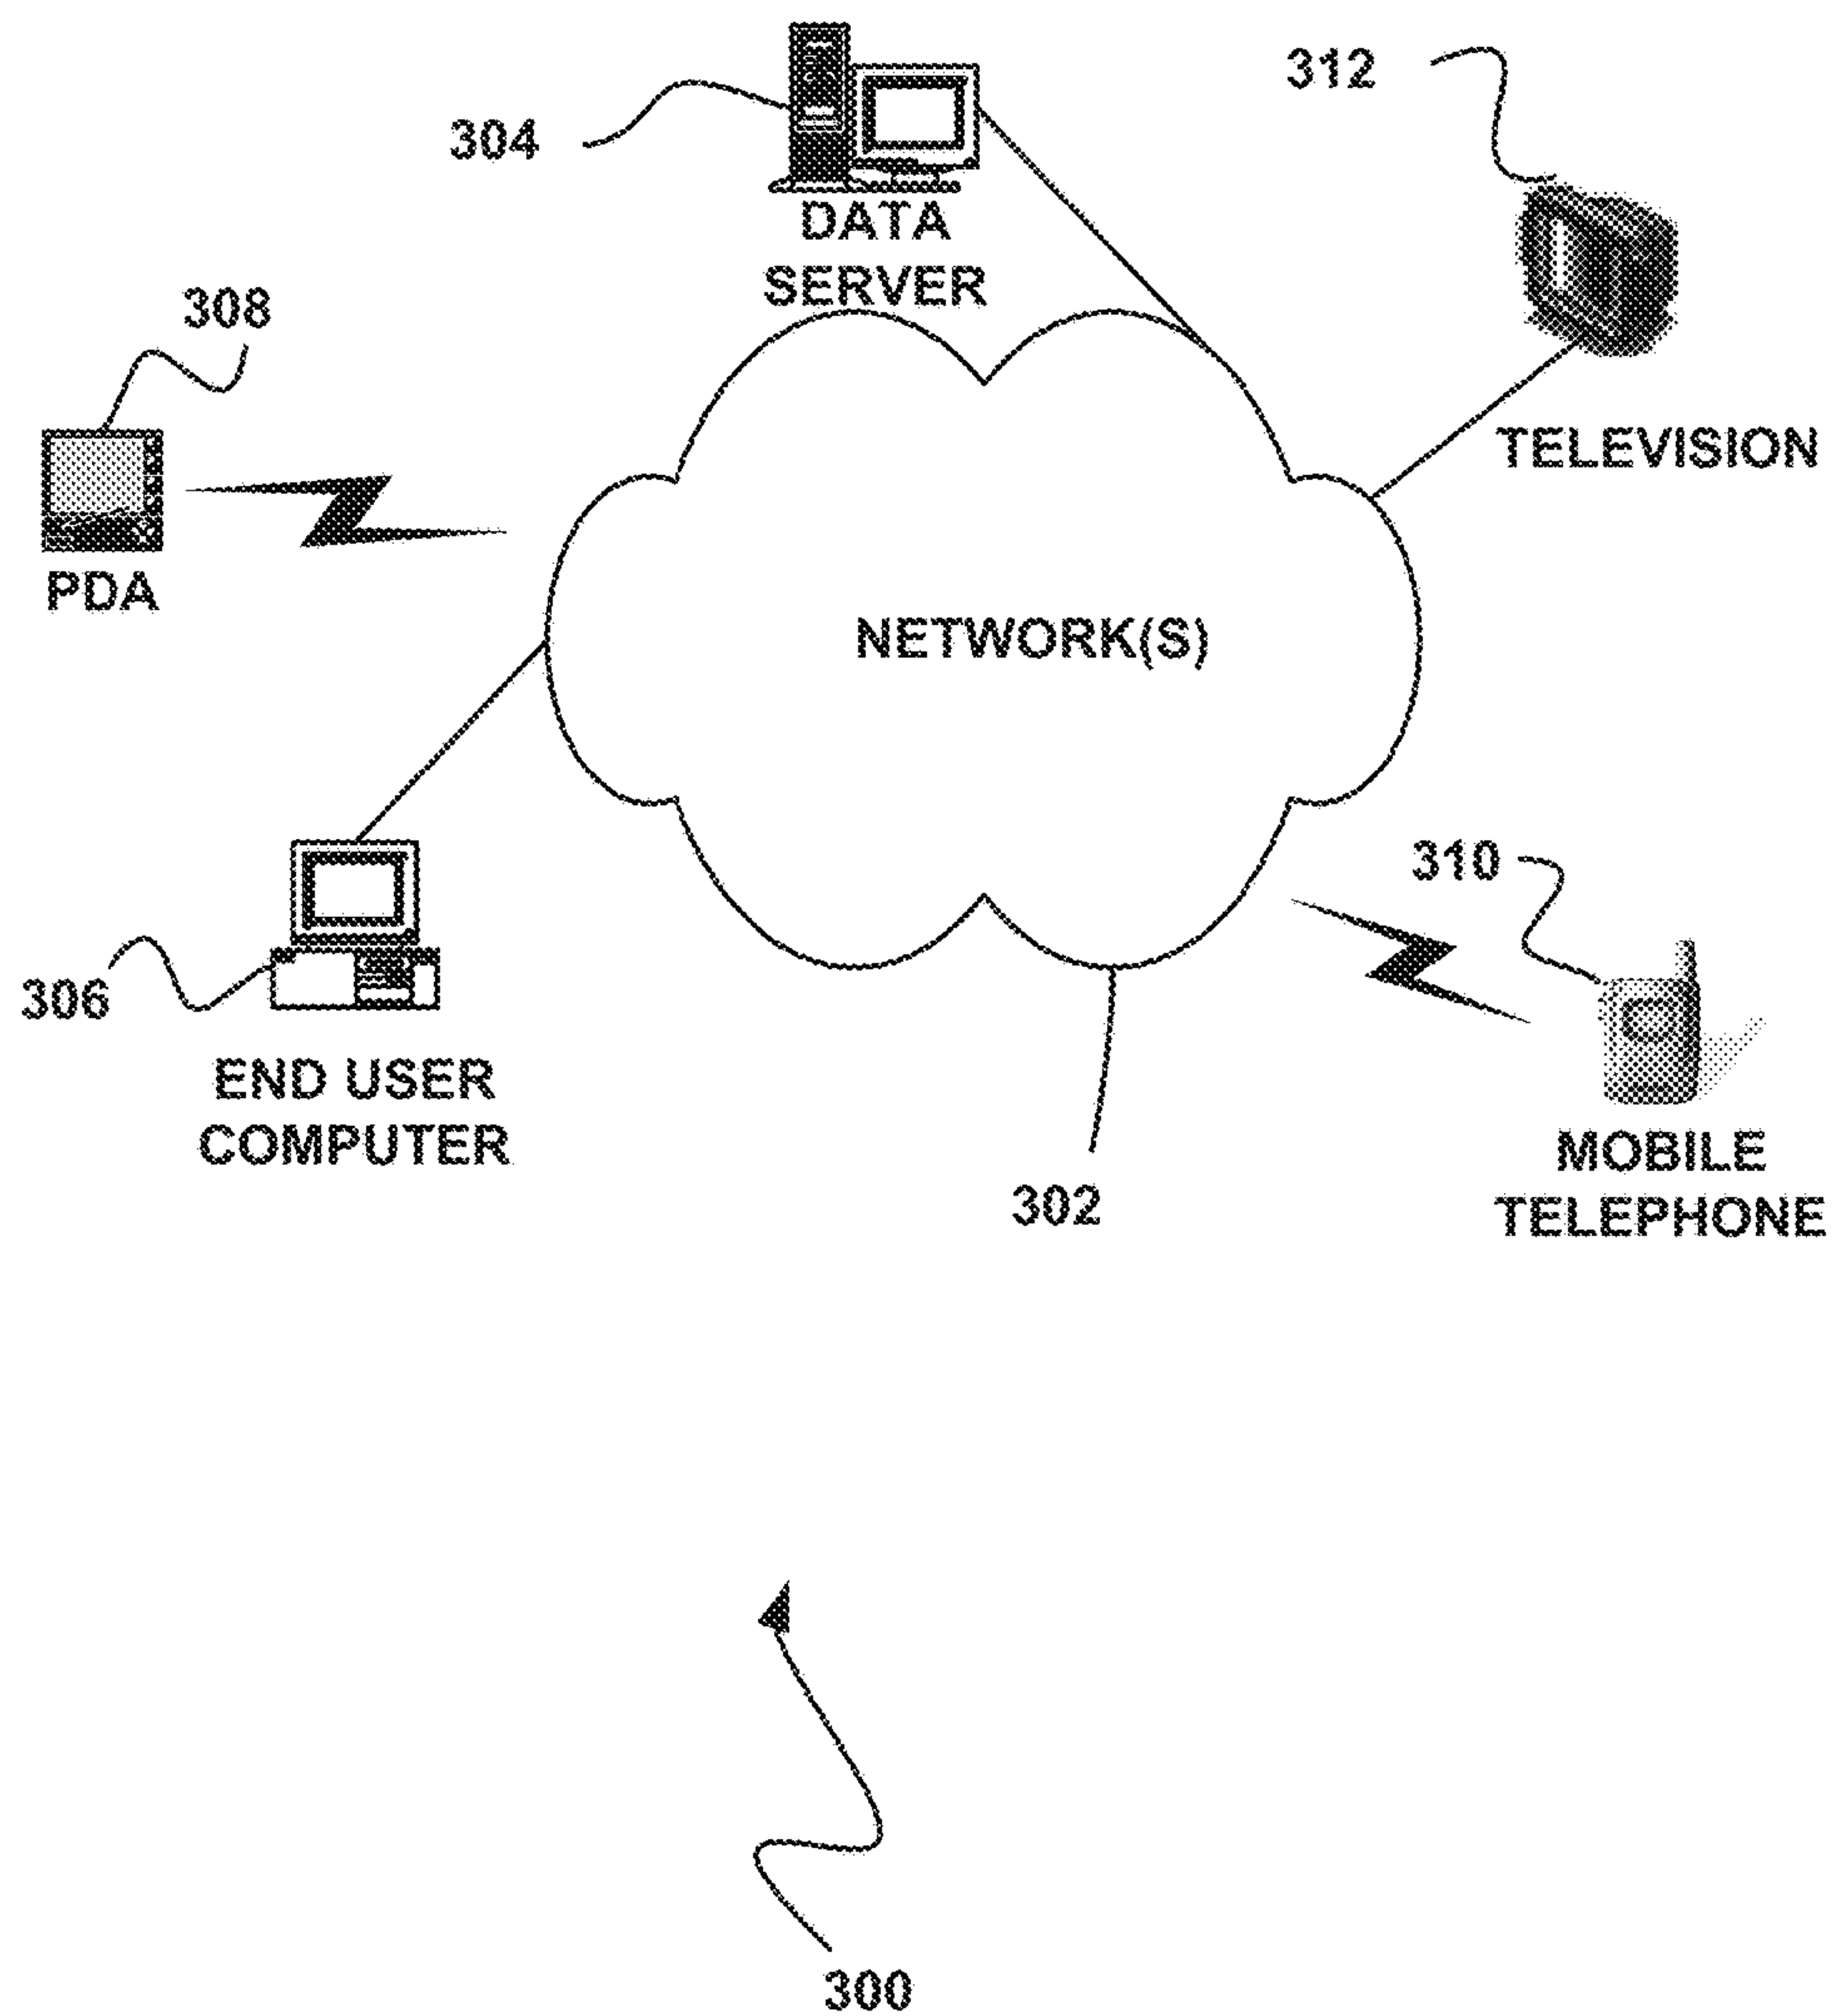 312
304
DATA
SERVER
308
TELEVISION
PDA
NETWORK(S)
310
306
END USER
COMPUTER
MOBILE
TELEPHONE
302
300